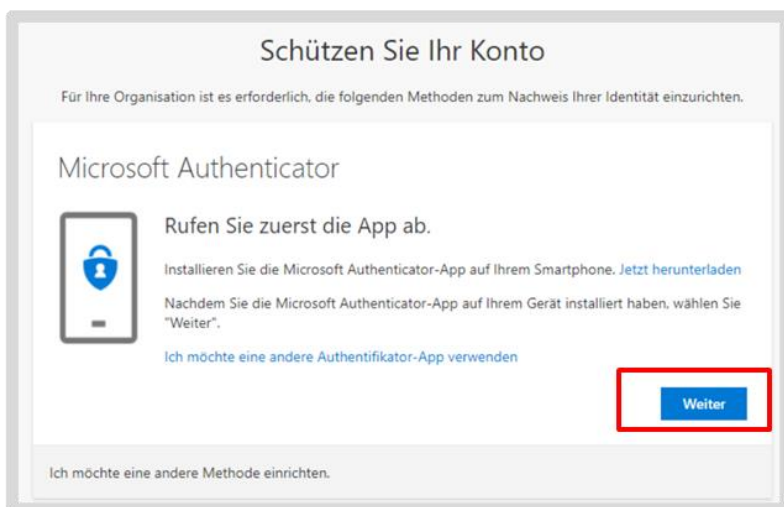 Schützen Sie Ihr Konto
Für Ihre Organisation ist es erforderlich, die folgenden Methoden zum Nachweis Ihrer Identität einzurichten.
Microsoft Authenticator
Rufen Sie zuerst die App ab.
Installieren Sie die Microsoft Authenticator-App auf Ihrem Smartphone. Jetzt herunterladen
Nachdem Sie die Microsoft Authenticator-App auf Ihrem Gerät installiert haben, wählen Sie
"Weiter".
Ich möchte eine andere Authentifikator-App verwenden
Weiter
Ich möchte eine andere Methode einrichten.